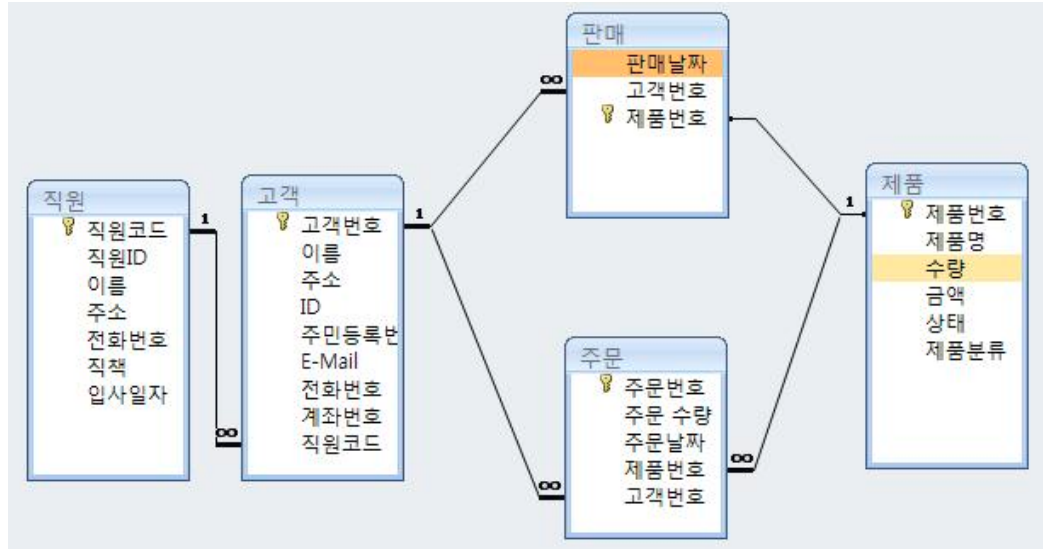 판매
판매날짜
고객번호
제품번호
∞
직원
직원코드
직원ID
이름
주소
전화번호
직책
입사일자
1
∞
고객
고객번호
이름
주소
ID
주민등록번
E-Mail
전화번호
계좌번호
직원코드
1
주문
주문번호
주문 수량
주문날짜
제품번호
고객번호
∞
∞
제품
제품번호
제품명
수량
금액
상태
제품분류
1